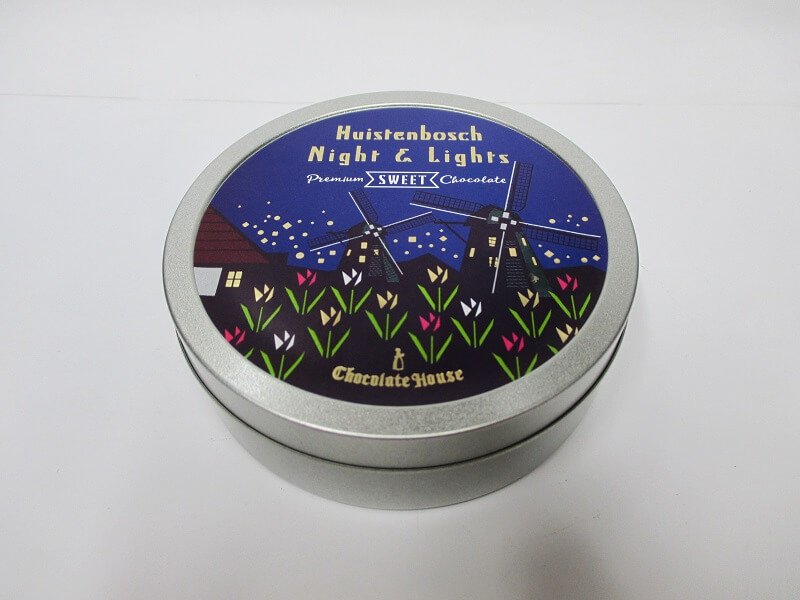 Huistenbosch
Night & Lights
Premium SWEET Chocolate
Chocolate House